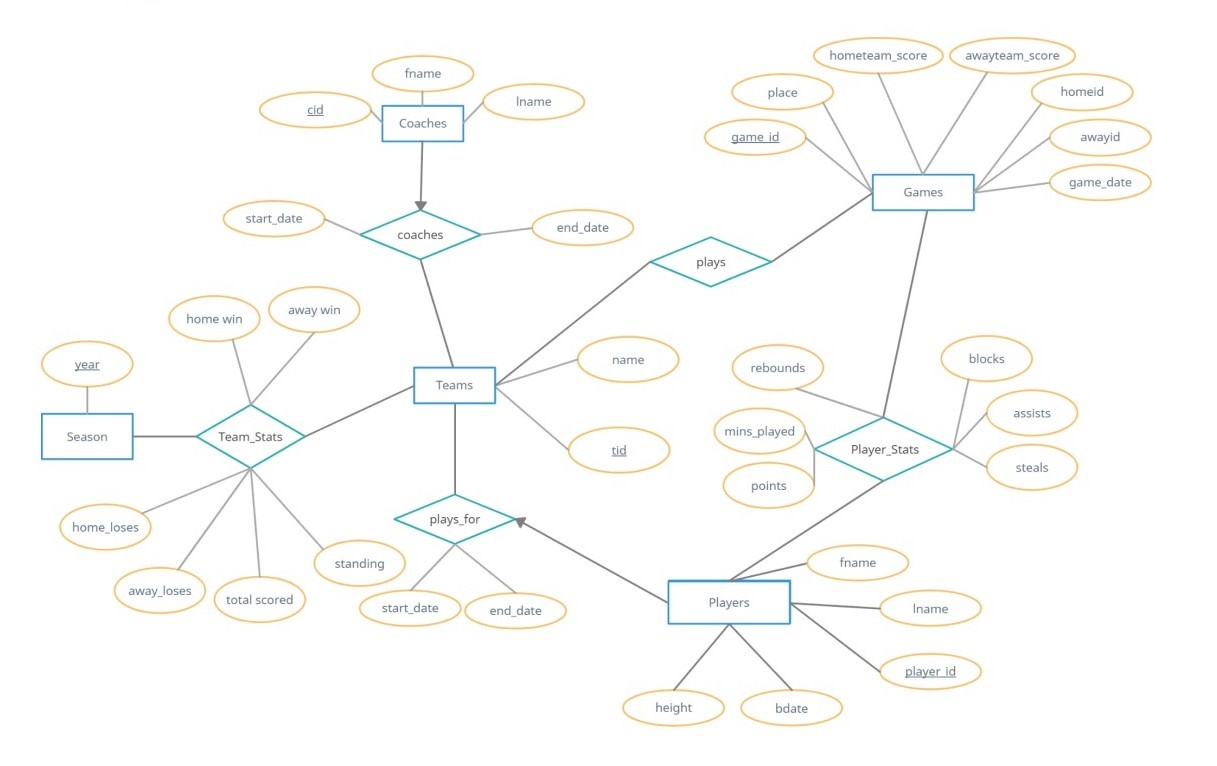 fname
cid
lname
Coaches
start_date
coaches
end_date
hometeam_score
awayteam_score
place
homeid
game_id
awayid
game_date
Games
plays
home win
away win
year
Season
Team_Stats
Teams
name
tid
home_loses
away_loses
total scored
standing
plays_for
start_date
end_date
rebounds
blocks
mins_played
assists
Player_Stats
points
steals
fname
Players
lname
player_id
height
bdate